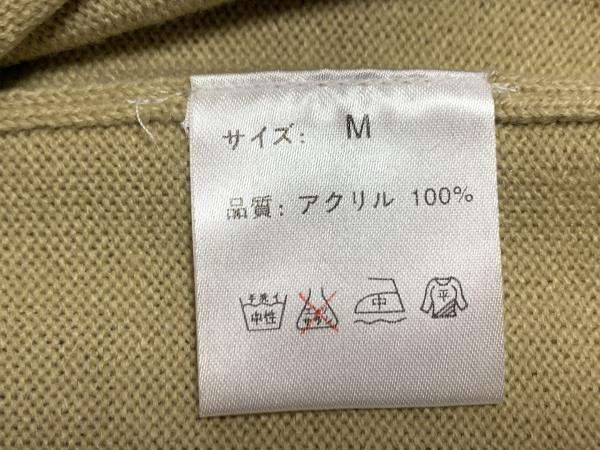 サイズ: M
品質: アクリル 100%
手洗イ
中性
中
平